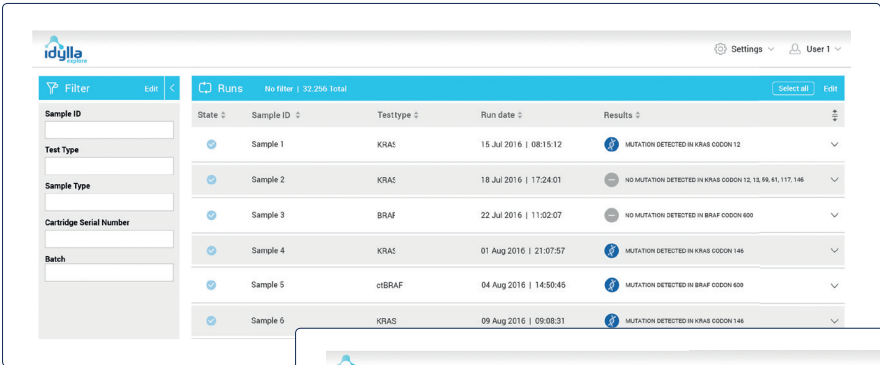 idylla
explore
Settings
User 1
Filter
Edit
Runs
No filter | 32.256 Total
Select all
Edit
Sample ID
Test Type
Sample Type
Cartridge Serial Number
Batch
State
Sample ID
Testtype
Run date
Results
Sample 1 KRAS 15 Jul 2016 | 08:15:12 MUTATION DETECTED IN KRAS CODON 12
Sample 2 KRAS 18 Jul 2016 | 17:24:01 NO MUTATION DETECTED IN KRAS CODON 12, 13, 59, 61, 117, 146
Sample 3 BRAF 22 Jul 2016 | 11:02:07 NO MUTATION DETECTED IN BRAF CODON 600
Sample 4 KRAS 01 Aug 2016 | 21:07:57 MUTATION DETECTED IN KRAS CODON 146
Sample 5 ctBRAF 04 Aug 2016 | 14:50:46 MUTATION DETECTED IN BRAF CODON 600
Sample 6 KRAS 09 Aug 2016 | 09:08:31 MUTATION DETECTED IN KRAS CODON 146